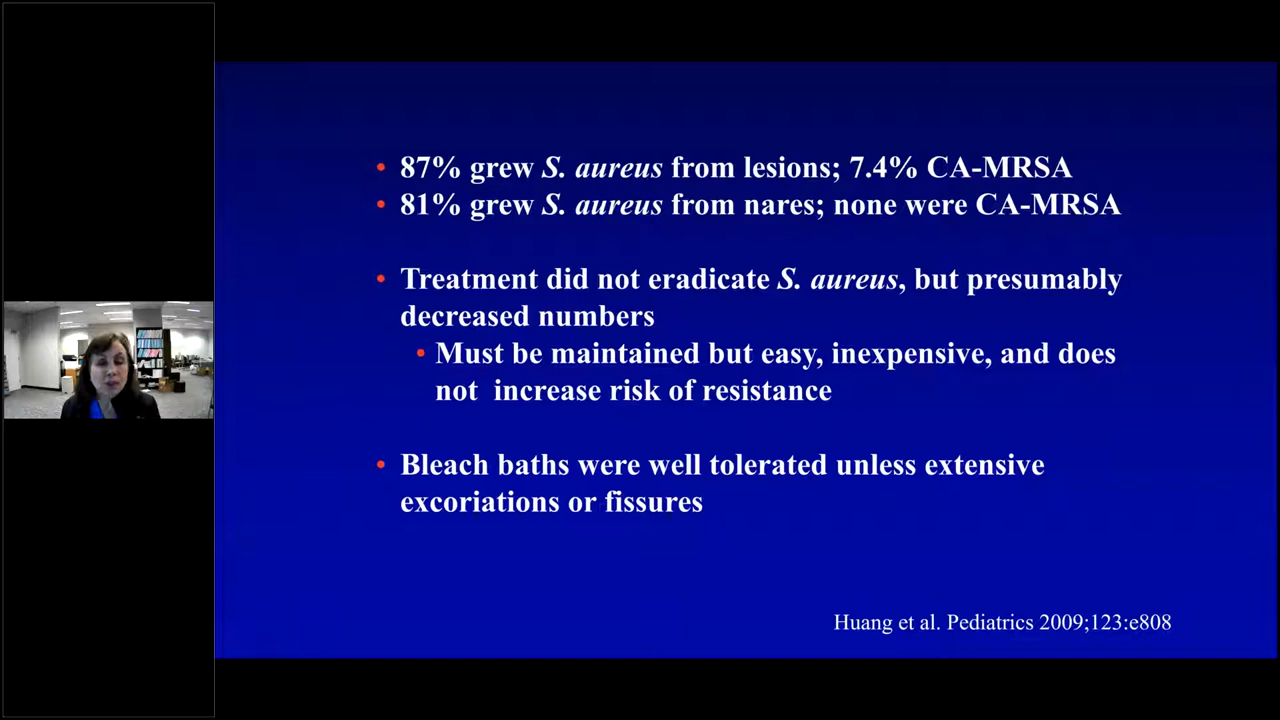 • 87% grew S. aureus from lesions; 7.4% CA-MRSA
• 81% grew S. aureus from nares; none were CA-MRSA
• Treatment did not eradicate S. aureus, but presumably
decreased numbers
• Must be maintained but easy, inexpensive, and does
not  increase risk of resistance
• Bleach baths were well tolerated unless extensive
excoriations or fissures
Huang et al. Pediatrics 2009;123:e808